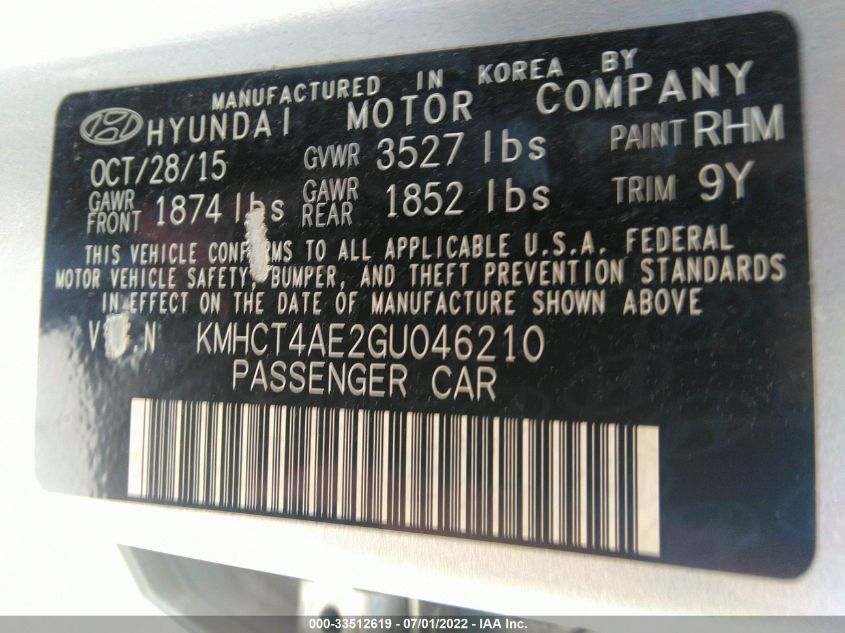 MANUFACTURED IN KOREA BY
HYUNDAI MOTOR COMPANY
OCT/28/15 GVWR 3527 lbs PAINT RHM
GAWR FRONT 1874 lbs GAWR REAR 1852 lbs TRIM 9Y
THIS VEHICLE CONFORMS TO ALL APPLICABLE U.S.A. FEDERAL
MOTOR VEHICLE SAFETY, BUMPER, AND THEFT PREVENTION STANDARDS
IN EFFECT ON THE DATE OF MANUFACTURE SHOWN ABOVE
V.I.N KMHCT4AE2GU046210
PASSENGER CAR
000-33512619 - 07/01/2022 - IAA Inc.